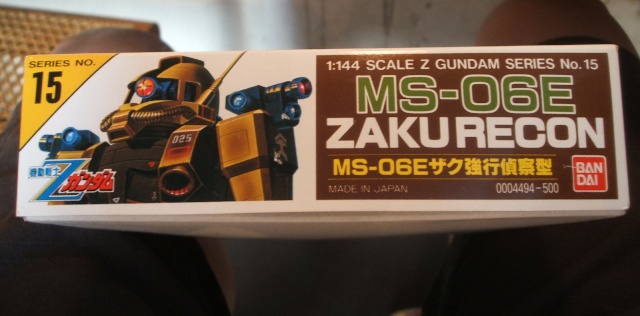 SERIES NO.
15
025
機動戦士
Z ガンダム
1:144 SCALE Z GUNDAM SERIES No.15
MS-06E
ZAKU RECON
MS-06Eザク強行偵察型
MADE IN JAPAN
0004494-500
BAN
DAI